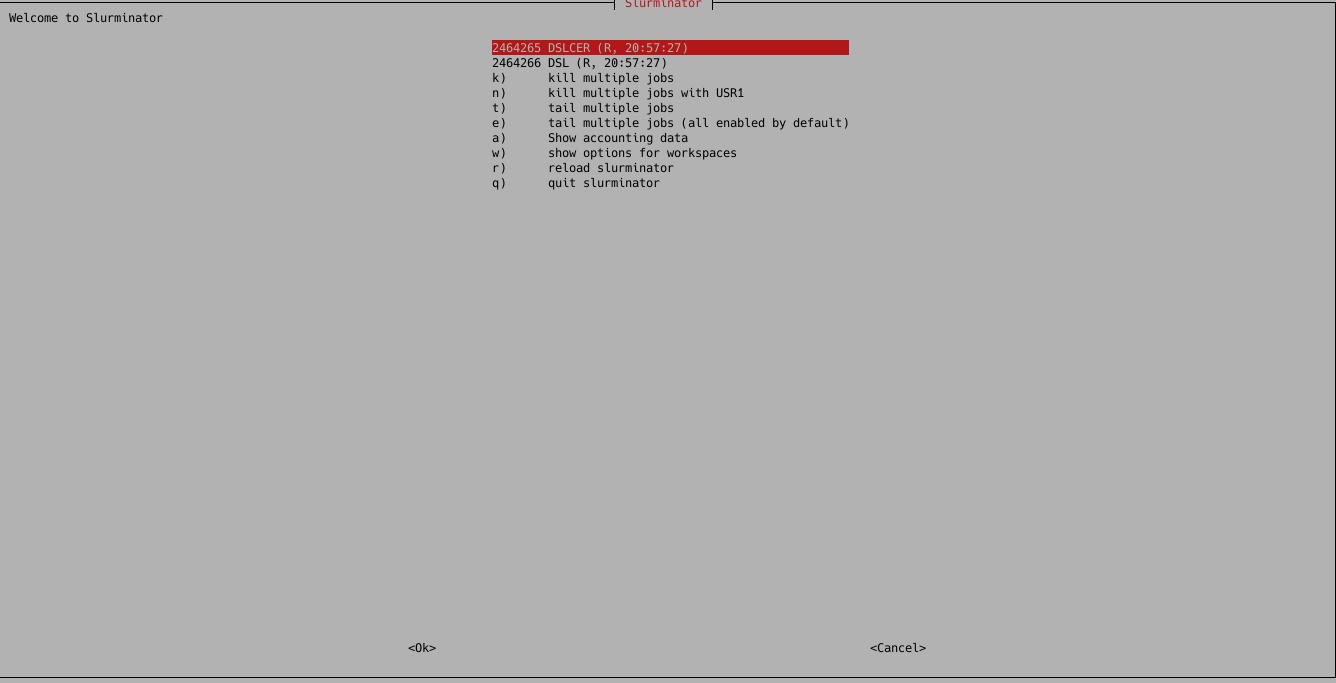 Slurminator
Welcome to Slurminator
2464265 DSLCER (R, 20:57:27)
2464266 DSL (R, 20:57:27)
k) kill multiple jobs
n) kill multiple jobs with USR1
t) tail multiple jobs
e) tail multiple jobs (all enabled by default)
a) Show accounting data
w) show options for workspaces
r) reload slurminator
q) quit slurminator
<Ok> <Cancel>